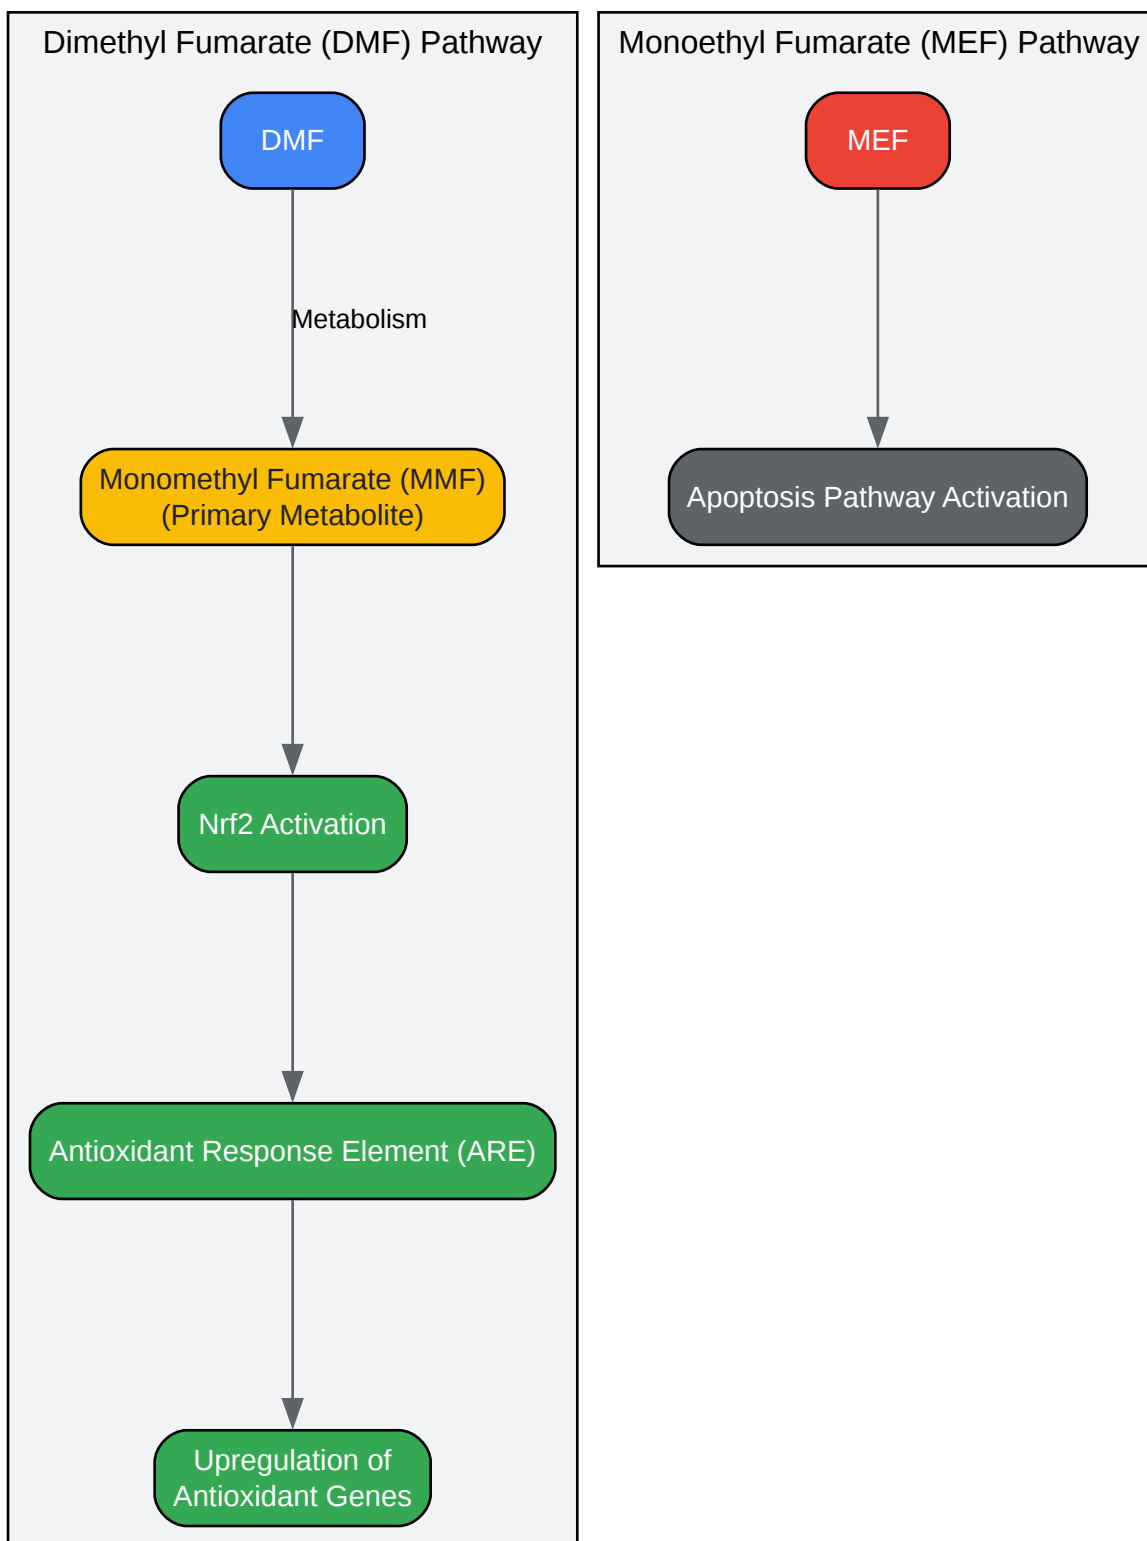 Dimethyl Fumarate (DMF) Pathway
DMF
Metabolism
Monomethyl Fumarate (MMF)
(Primary Metabolite)
Nrf2 Activation
Antioxidant Response Element (ARE)
Upregulation of
Antioxidant Genes
Monoethyl Fumarate (MEF) Pathway
MEF
Apoptosis Pathway Activation